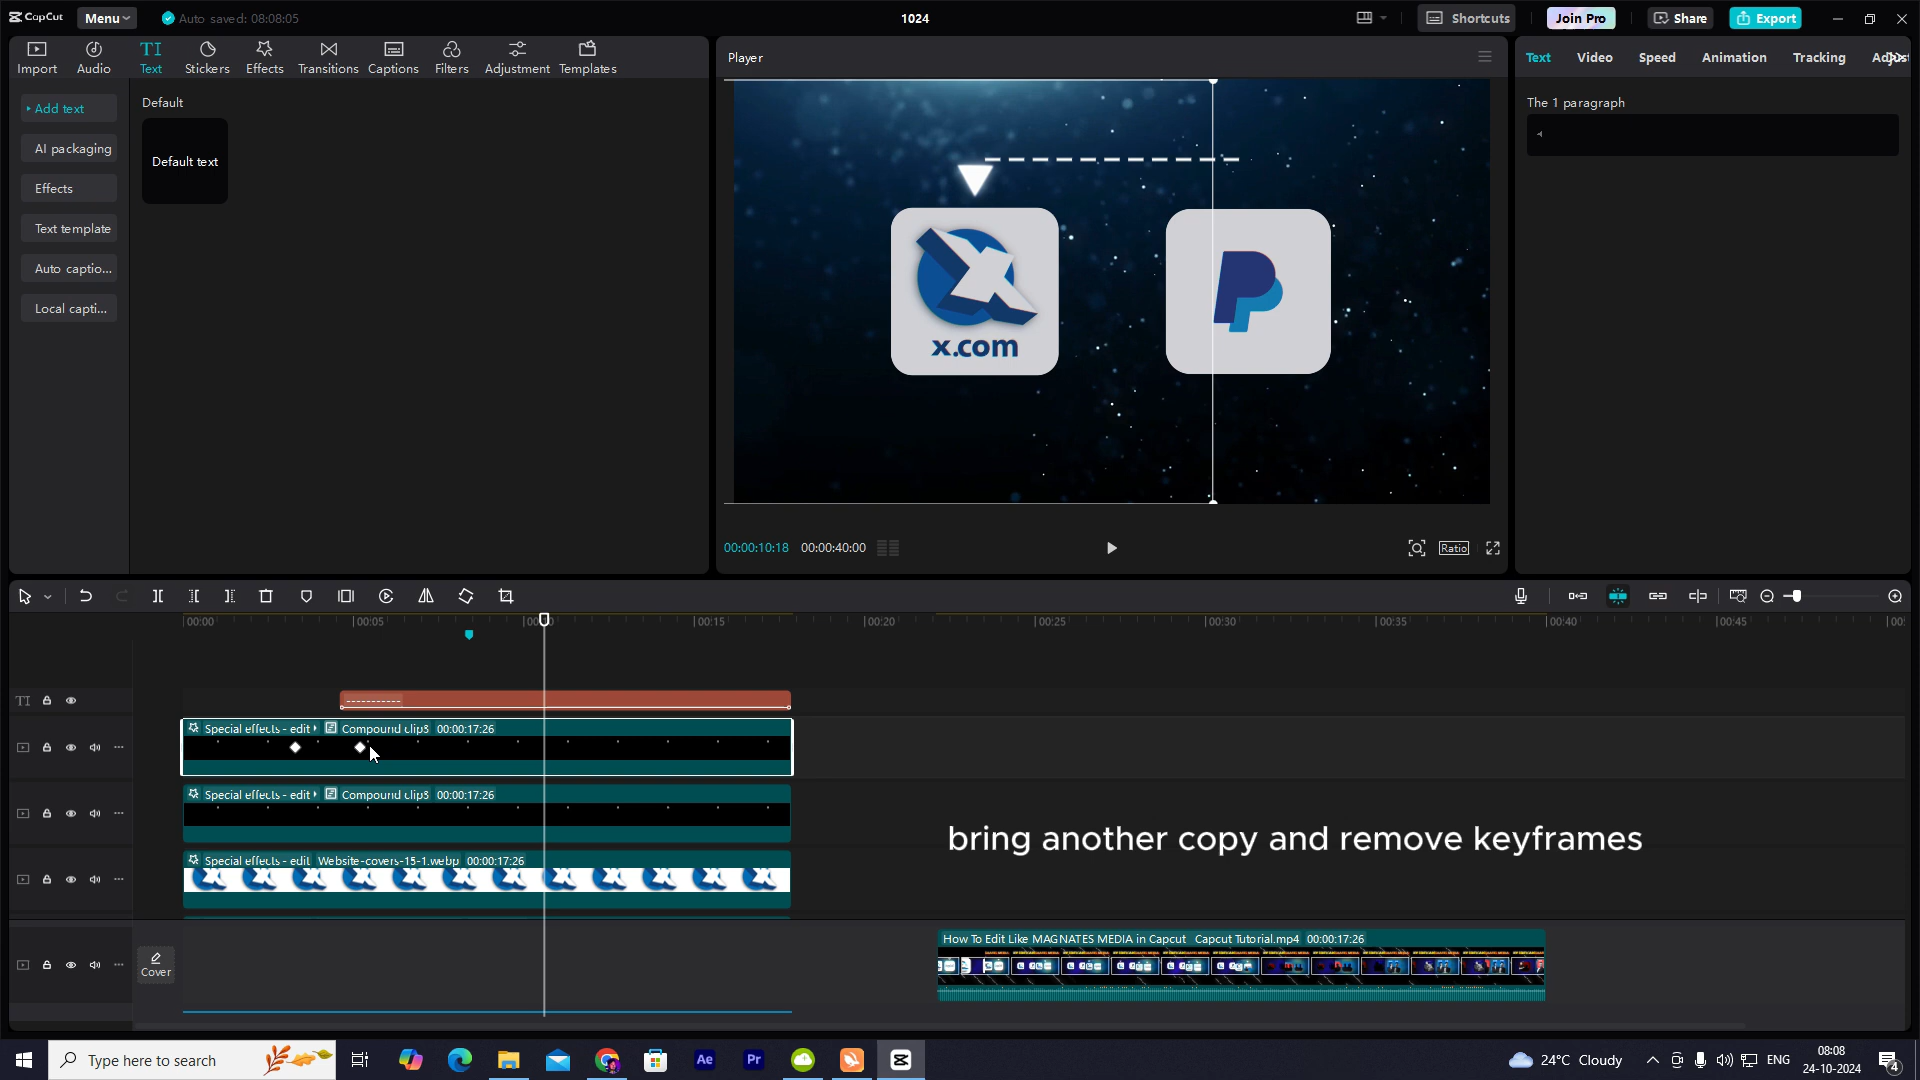 CapCut Menu Auto saved: 08:08:05 1024 Shortcuts Join Pro Share Export
Import Audio TI Text Stickers Effects Transitions Captions Filters Adjustment Templates
Add text
AI packaging
Effects
Text template
Auto captio...
Local capti...
Default
Default text
Player
x.com
00:00:10:18 00:00:40:00 Ratio
Text Video Speed Animation Tracking
The 1 paragraph
00:00 00:05 00:15 00:20 00:25 00:30 00:35 00:40 00:45
TI
------------
Special effects - edit Compound clip8 00:00:17:26
Special effects - edit Compound clip8 00:00:17:26
Special effects - edit Website-covers-15-1.webp 00:00:17:26
bring another copy and remove keyframes
Cover
How To Edit Like MAGNATES MEDIA in Capcut Capcut Tutorial.mp4 00:00:17:26
Type here to search Ae Pr 24°C Cloudy ENG 08:08
24-10-2024 4